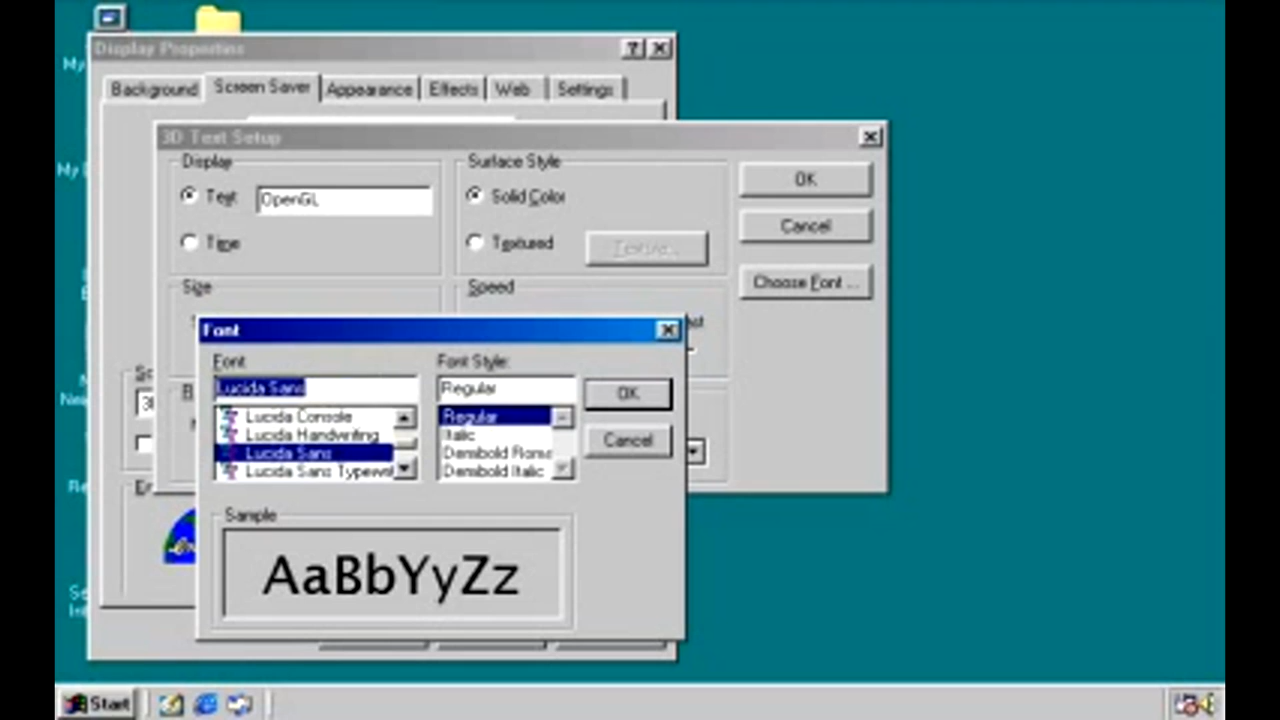 Display Properties
Background Screen Saver Appearance Effects Web Settings
My
3D Text Setup
Display
Surface Style
Text OpenGL
Solid Color
OK
My
Time
Textured
Texture...
Cancel
Size
Speed
Choose Font ...
Font
Font
Font Style:
Lucida Sans
Regular
OK
Lucida Console
Lucida Handwriting
Lucida Sans
Lucida Sans Typewri
Regular
Italic
Demibold Roma
Demibold Italic
Cancel
Sample
AaBbYyZz
Start